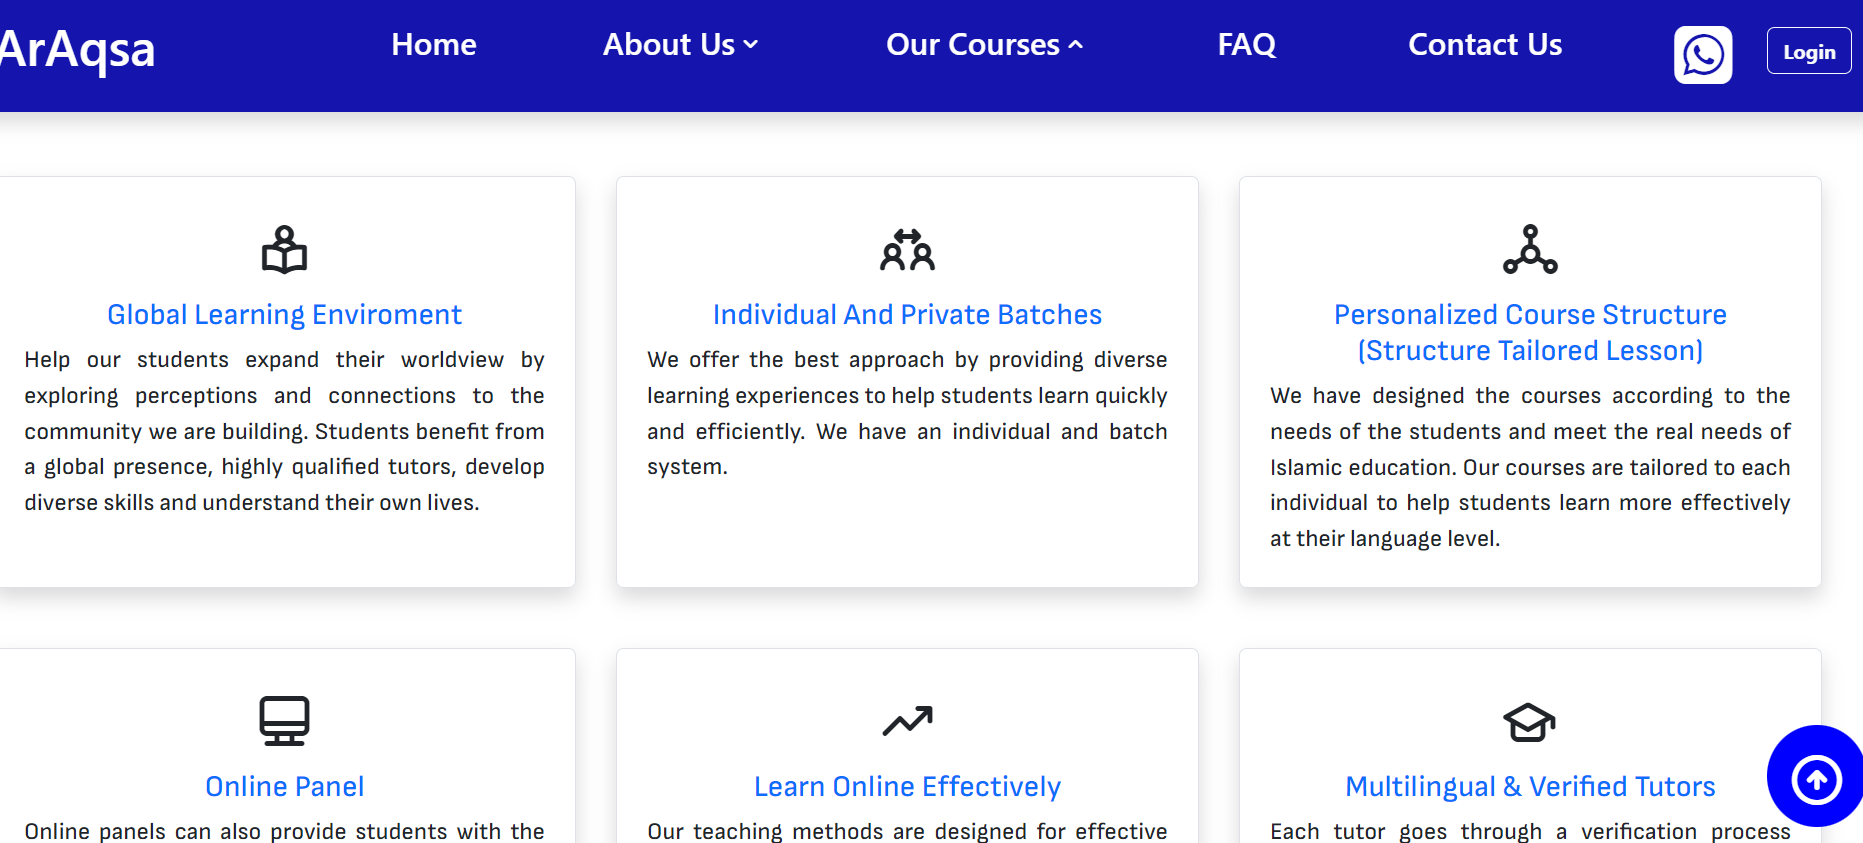 ArAqsa
Home
About Us
Our Courses
FAQ
Contact Us
Login
Global Learning Enviroment
Help our students expand their worldview by
exploring perceptions and connections to the
community we are building. Students benefit from
a global presence, highly qualified tutors, develop
diverse skills and understand their own lives.
Individual And Private Batches
We offer the best approach by providing diverse
learning experiences to help students learn quickly
and efficiently. We have an individual and batch
system.
Personalized Course Structure
(Structure Tailored Lesson)
We have designed the courses according to the
needs of the students and meet the real needs of
Islamic education. Our courses are tailored to each
individual to help students learn more effectively
at their language level.
Online Panel
Online panels can also provide students with the
Learn Online Effectively
Our teaching methods are designed for effective
Multilingual & Verified Tutors
Each tutor goes through a verification process